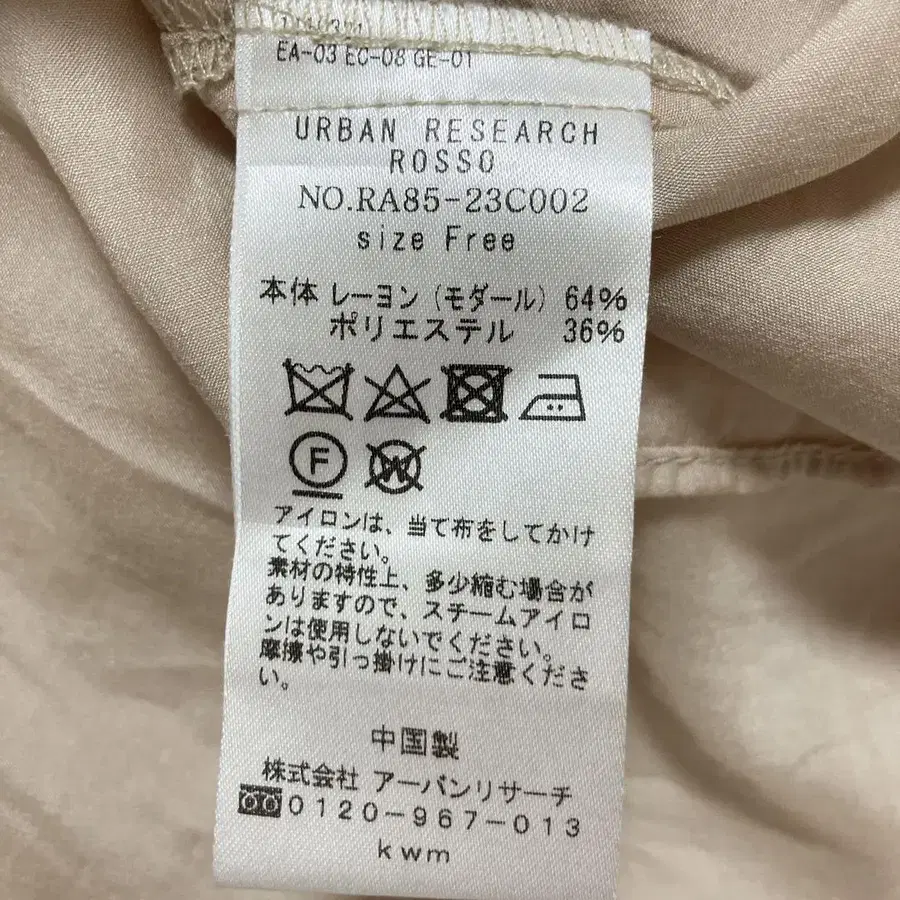 EA-03 EC-08 GE-01
URBAN RESEARCH
ROSSO
NO.RA85-23C002
size Free
本体 レーヨン(モダール) 64%
ポリエステル 36%
F
W
アイロンは、当て布をしてかけ
てください。
素材の特性上、多少縮む場合が
ありますので、スチームアイロ
ンは使用しないでください。
摩擦や引っ掛けにご注意くださ
い。
中国製
株式会社 アーバンリサーチ
0120-967-013
kwm